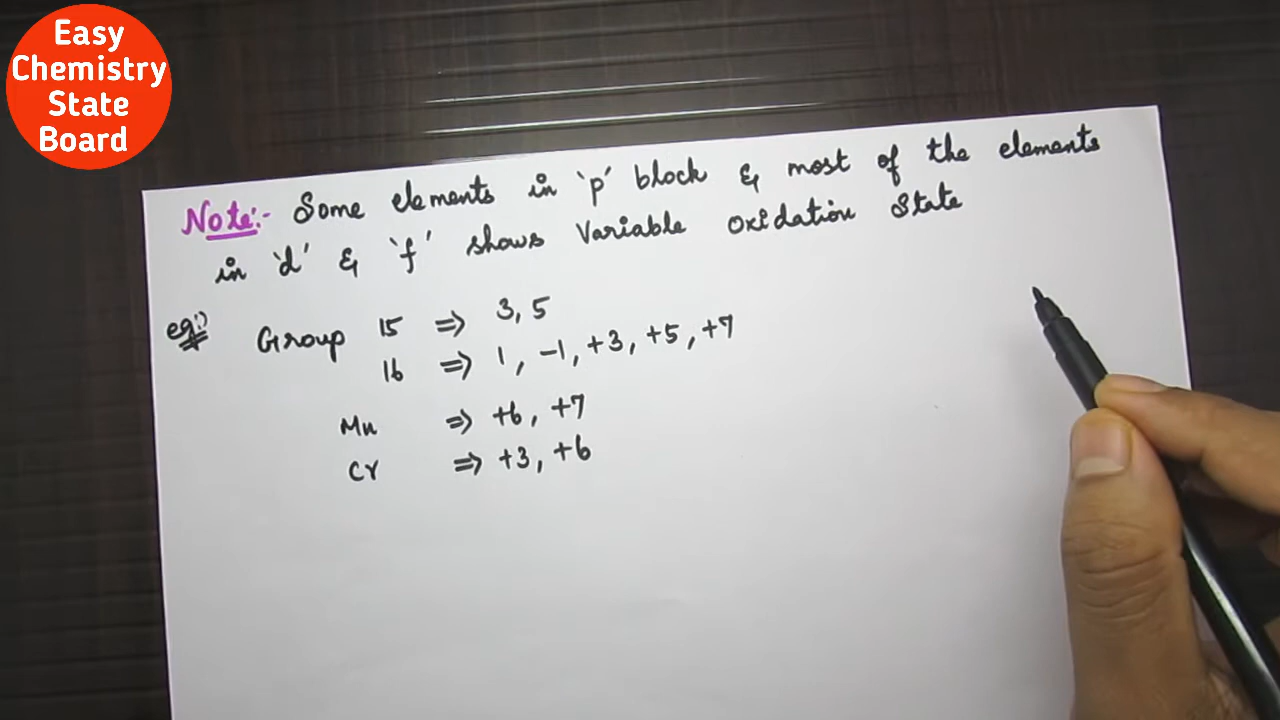 Easy
Chemistry
State
Board
Note:- Some elements in 'p' block & most of the elements
in 'd' & 'f' shows Variable Oxidation State
eg:) Group 15 => 3, 5
16 => 1, -1, +3, +5, +7
Mn => +6, +7
Cr => +3, +6